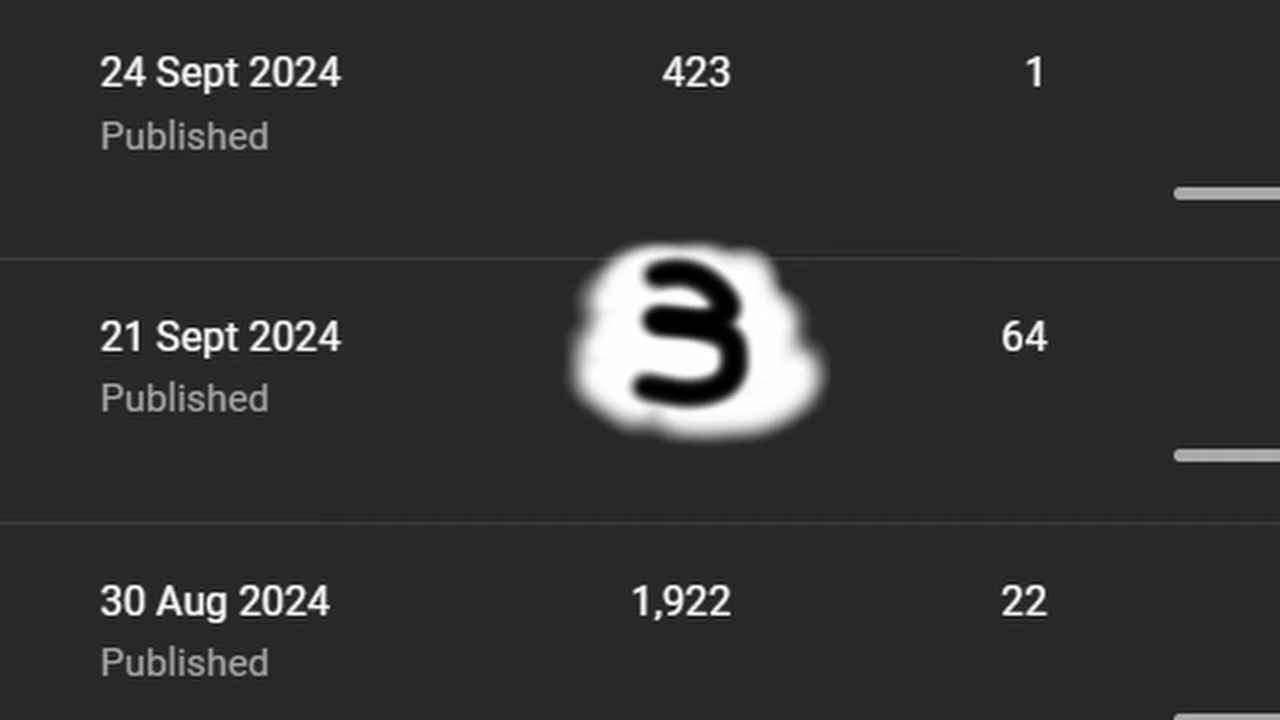 24 Sept 2024 423 1
Published
21 Sept 2024 3 64
Published
30 Aug 2024 1,922 22
Published